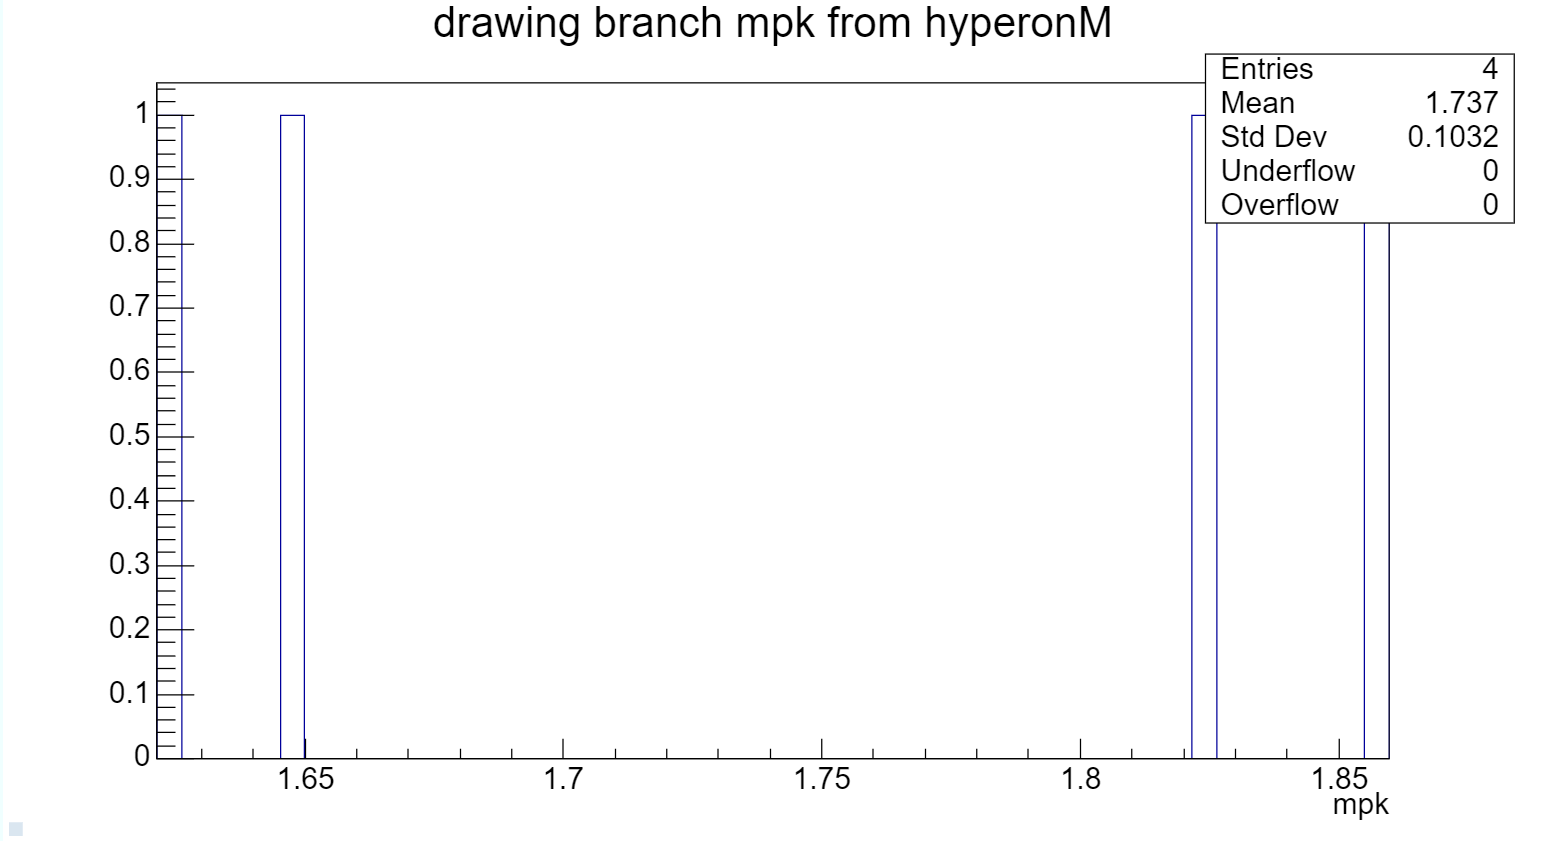 drawing branch mpk from hyperonM
Entries 4
Mean 1.737
Std Dev 0.1032
Underflow 0
Overflow 0
1
0.9
0.8
0.7
0.6
0.5
0.4
0.3
0.2
0.1
0
1.65 1.7 1.75 1.8 1.85
mpk